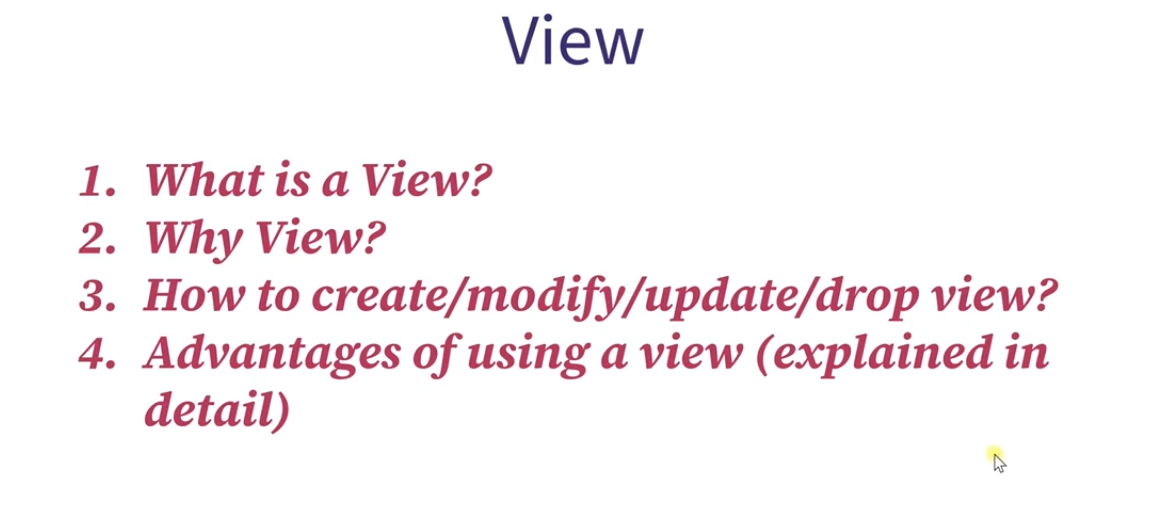 View
1. What is a View?
2. Why View?
3. How to create/modify/update/drop view?
4. Advantages of using a view (explained in
detail)